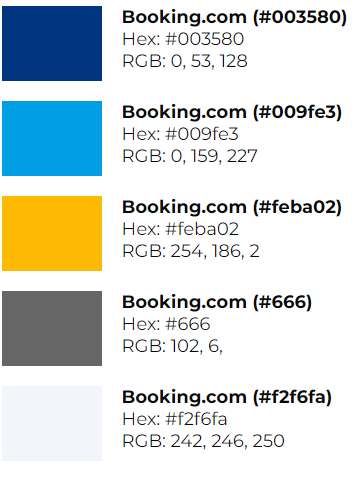 Booking.com (#003580)
Hex: #003580
RGB: 0, 53, 128
Booking.com (#009fe3)
Hex: #009fe3
RGB: 0, 159, 227
Booking.com (#feba02)
Hex: #feba02
RGB: 254, 186, 2
Booking.com (#666)
Hex: #666
RGB: 102, 6,
Booking.com (#f2f6fa)
Hex: #f2f6fa
RGB: 242, 246, 250